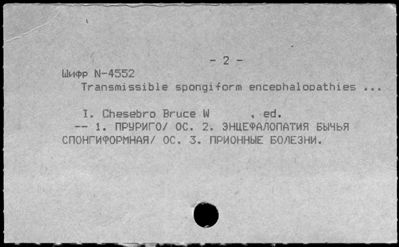 - 2 -
Шифр N-4552
Transmissible spongiform encephalopathies ...
I. Chesebro Bruce W , ed.
-- 1. ПРУРИГО/ ОС. 2. ЭНЦЕФАЛОПАТИЯ БЫЧЬЯ
СПОНГИФОРМНАЯ/ ОС. 3. ПРИОННЫЕ БОЛЕЗНИ.